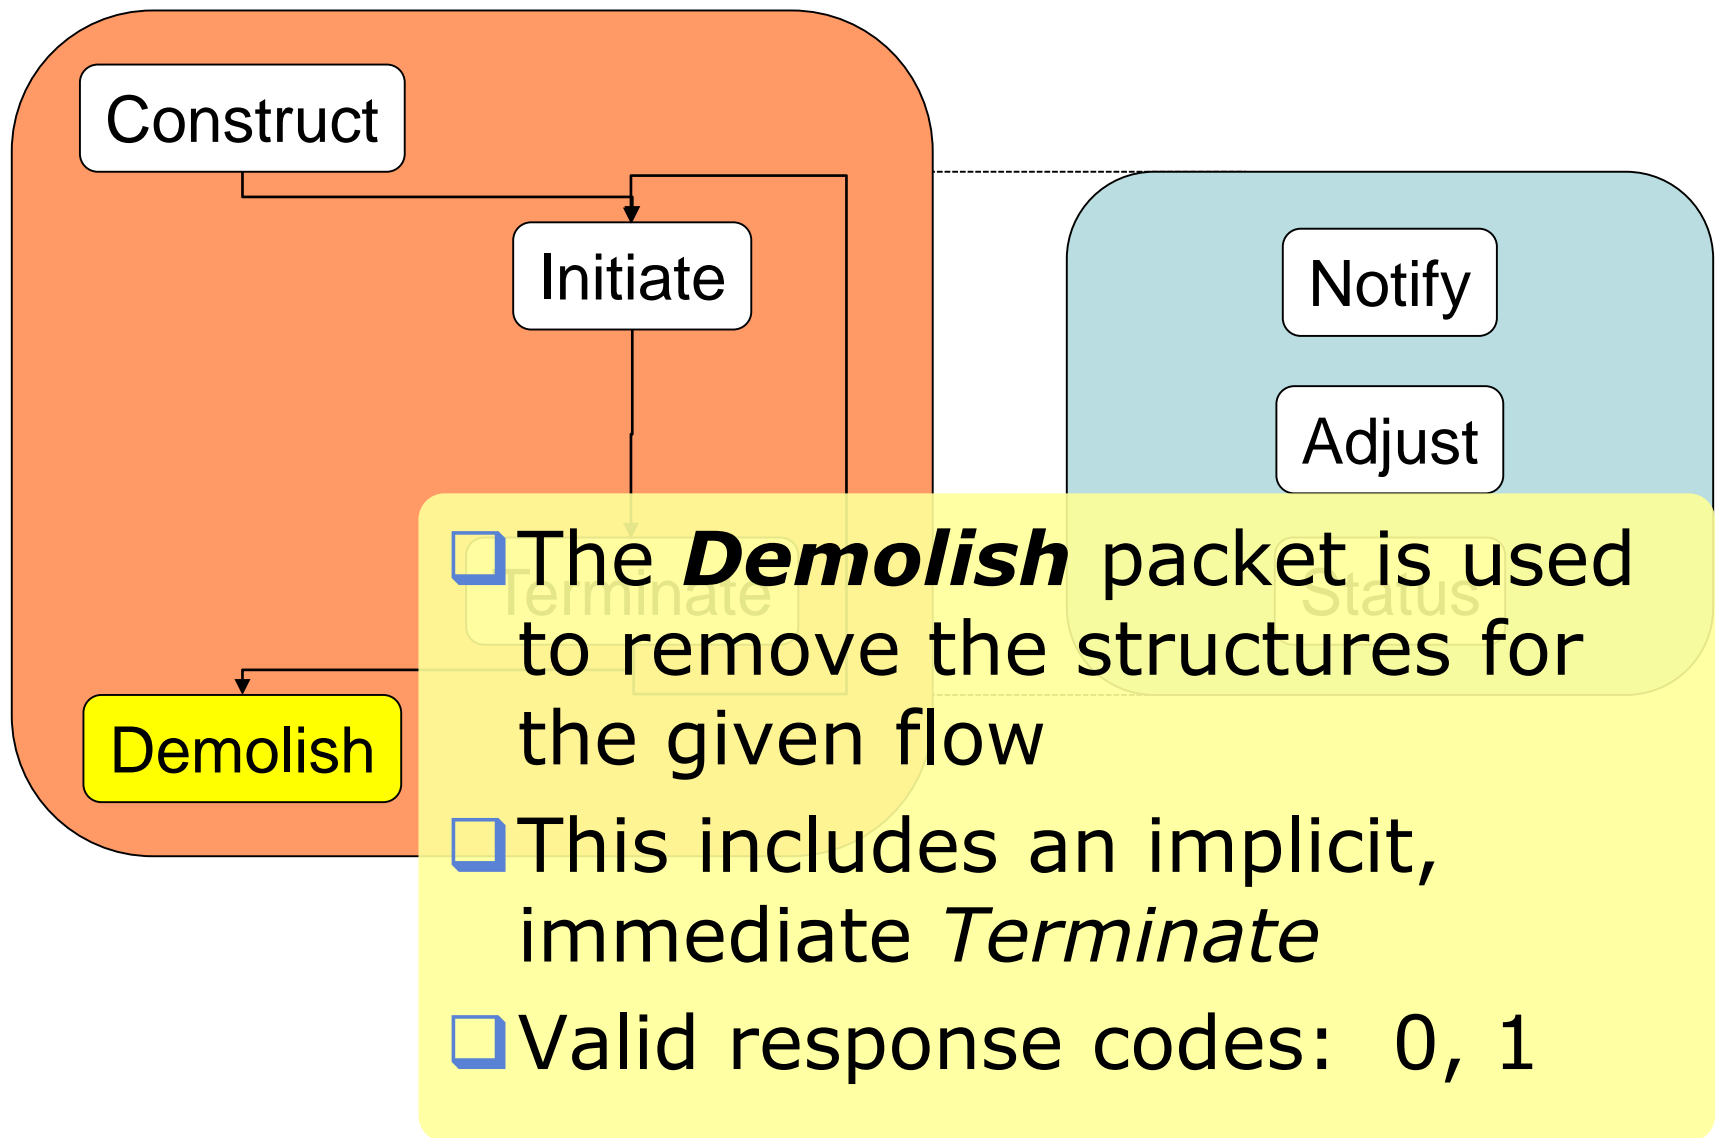 Construct
Initiate
Terminate
Demolish
Notify
Adjust
Status
The Demolish packet is used
to remove the structures for
the given flow
This includes an implicit,
immediate Terminate
Valid response codes: 0, 1